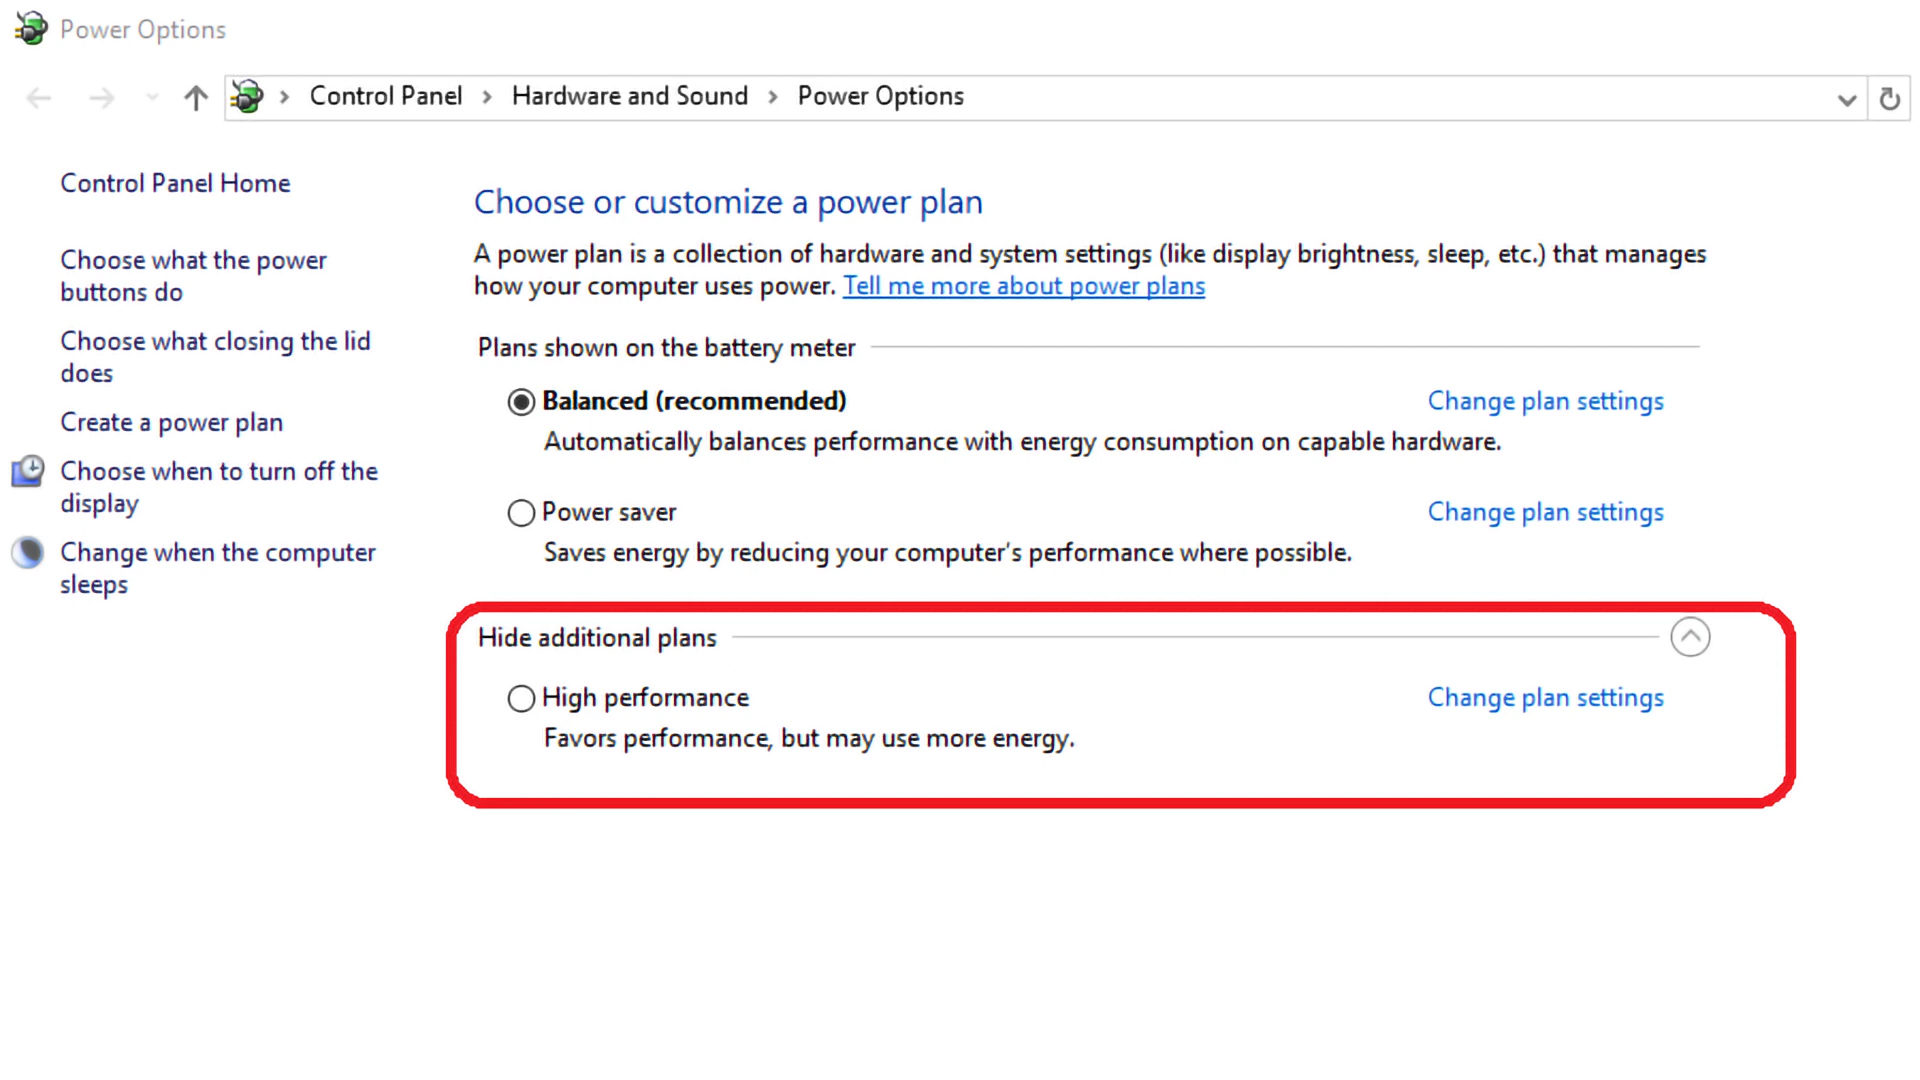 Power Options
Control Panel > Hardware and Sound > Power Options
Control Panel Home
Choose what the power
buttons do
Choose what closing the lid
does
Create a power plan
Choose when to turn off the
display
Change when the computer
sleeps
Choose or customize a power plan
A power plan is a collection of hardware and system settings (like display brightness, sleep, etc.) that manages
how your computer uses power. Tell me more about power plans
Plans shown on the battery meter
Balanced (recommended) Change plan settings
Automatically balances performance with energy consumption on capable hardware.
Power saver Change plan settings
Saves energy by reducing your computer's performance where possible.
Hide additional plans
High performance Change plan settings
Favors performance, but may use more energy.